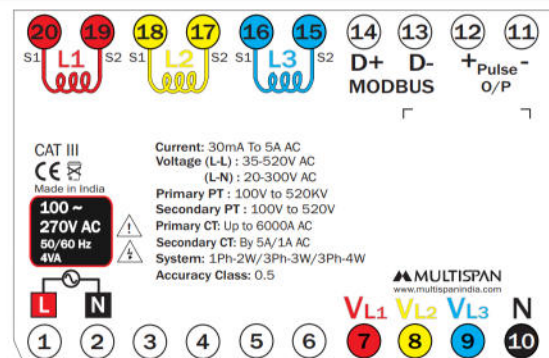 20 19 18 17 16 15 14 13 12 11
S1 L1 S2 S1 L2 S2 S1 L3 S2 D+ D- + Pulse -
MODBUS O/P
CAT III
CE
Made in India
100 ~
270V AC
50/60 Hz
4VA
L N
Current: 30mA To 5A AC
Voltage (L-L) : 35-520V AC
(L-N) : 20-300V AC
Primary PT : 100V to 520KV
Secondary PT : 100V to 520V
Primary CT: Up to 6000A AC
Secondary CT: By 5A/1A AC
System: 1Ph-2W/3Ph-3W/3Ph-4W
Accuracy Class: 0.5
MULTISPAN
www.multispanindia.com
VL1 VL2 VL3 N
1 2 3 4 5 6 7 8 9 10